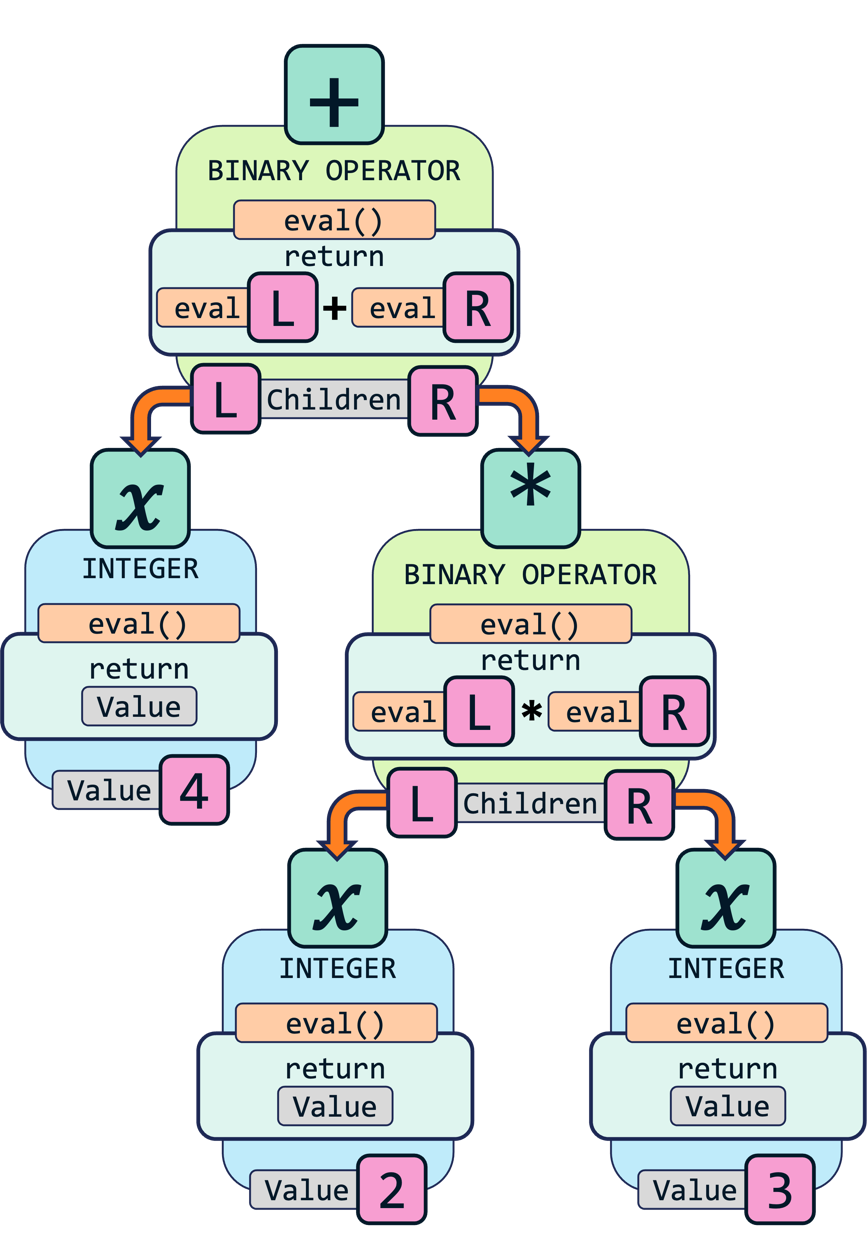 +
BINARY OPERATOR
eval()
return
eval L + eval R
L Children R
x
INTEGER
eval()
return
Value
Value 4
*
BINARY OPERATOR
eval()
return
eval L * eval R
L Children R
x
INTEGER
eval()
return
Value
Value 2
x
INTEGER
eval()
return
Value
Value 3